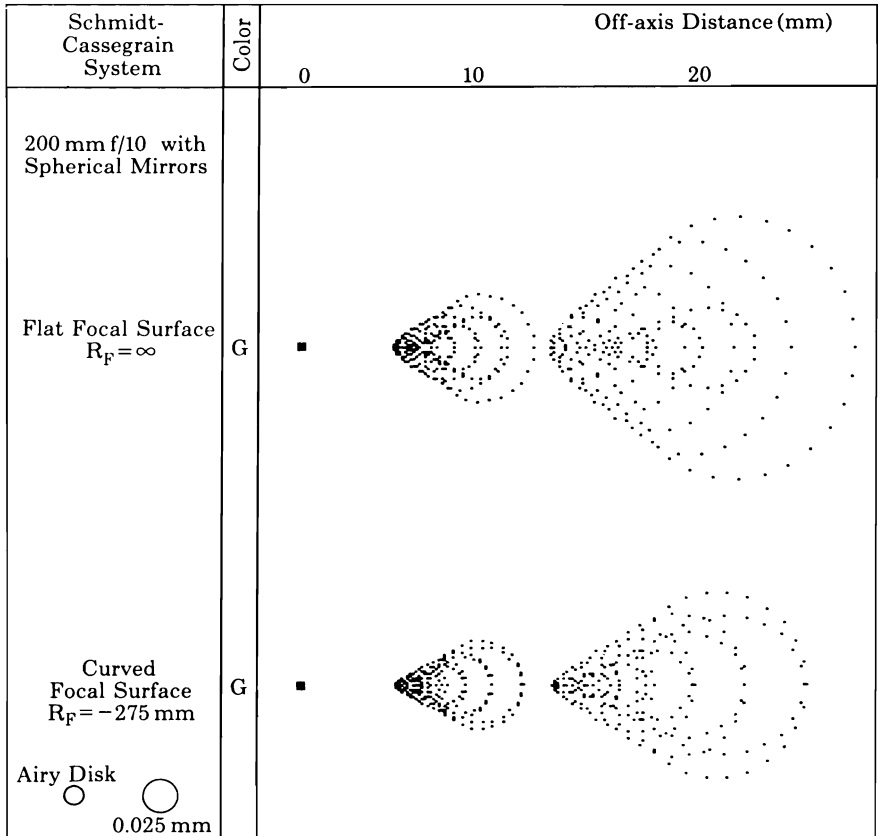 Schmidt-
Cassegrain
System
Color
Off-axis Distance (mm)
0 10 20
200 mm f/10 with
Spherical Mirrors
Flat Focal Surface
R_F = ∞
G
Curved
Focal Surface
R_F = −275 mm
G
Airy Disk
0.025 mm